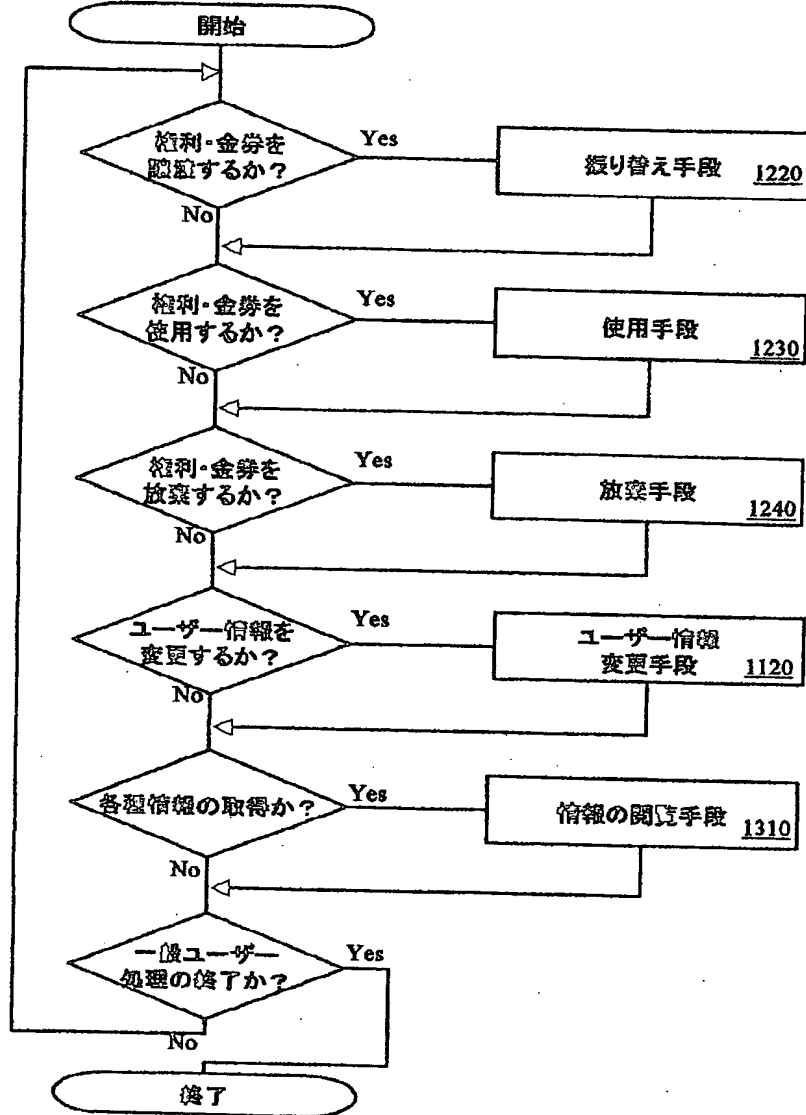 開始
権利・金券を
譲渡するか？
Yes
振り替え手段
1220
No
権利・金券を
使用するか？
Yes
使用手段
1230
No
権利・金券を
放棄するか？
Yes
放棄手段
1240
No
ユーザー情報を
変更するか？
Yes
ユーザー情報
変更手段
1120
No
各種情報の取得か？
Yes
情報の閲覧手段
1310
No
一般ユーザー
処理の終了か？
Yes
No
終了